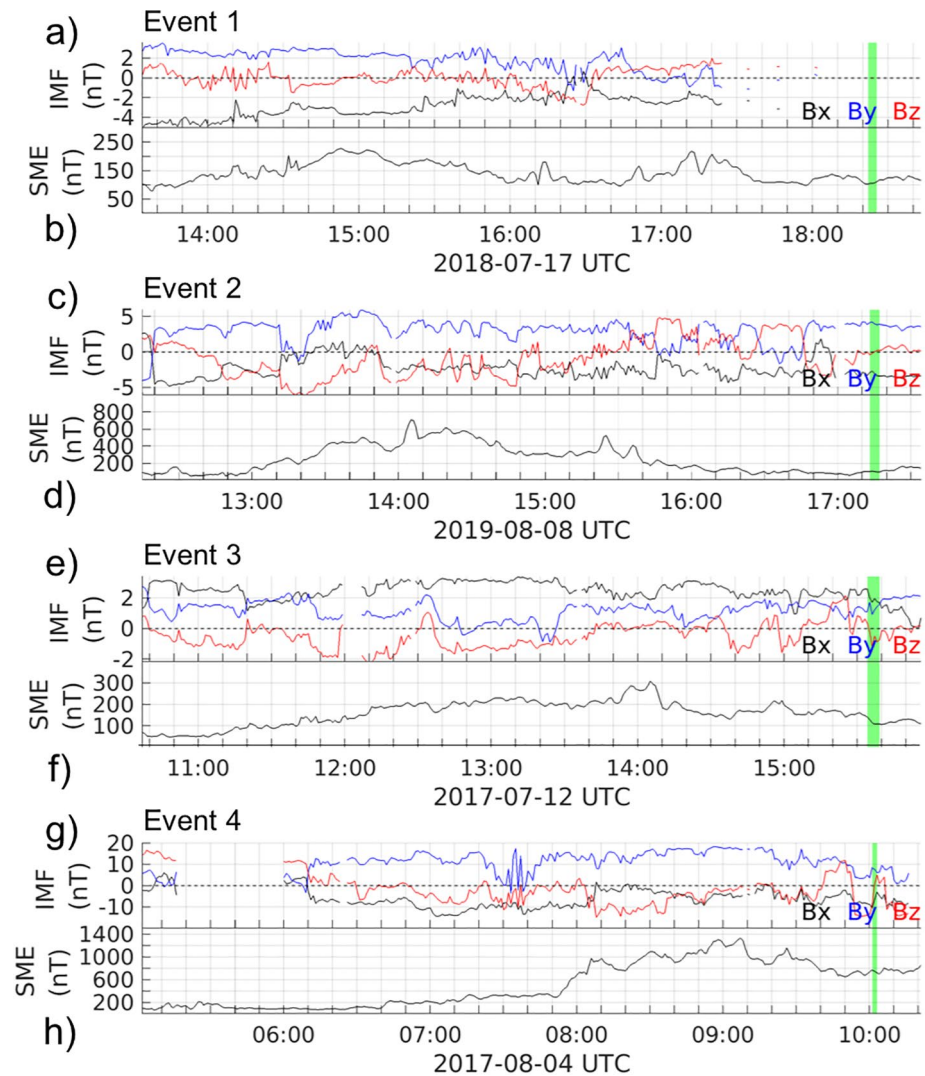 a) Event 1
IMF (nT)
2
0
-2
-4
Bx By Bz
SME (nT)
250
150
50
b)
14:00 15:00 16:00 17:00 18:00
2018-07-17 UTC
c) Event 2
IMF (nT)
5
0
-5
Bx By Bz
SME (nT)
800
600
400
200
d)
13:00 14:00 15:00 16:00 17:00
2019-08-08 UTC
e) Event 3
IMF (nT)
2
0
-2
Bx By Bz
SME (nT)
300
200
100
f)
11:00 12:00 13:00 14:00 15:00
2017-07-12 UTC
g) Event 4
IMF (nT)
20
10
0
-10
Bx By Bz
SME (nT)
1400
1000
600
200
h)
06:00 07:00 08:00 09:00 10:00
2017-08-04 UTC